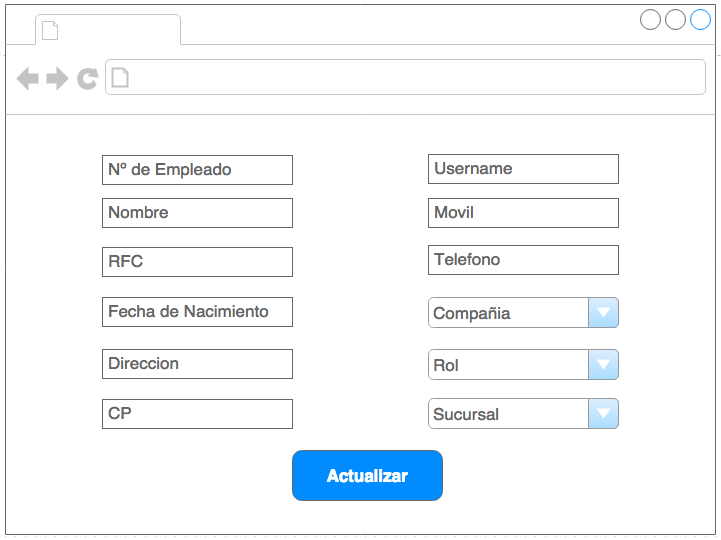 Nº de Empleado
Username
Nombre
Movil
RFC
Telefono
Fecha de Nacimiento
Compañia
Direccion
Rol
CP
Sucursal
Actualizar